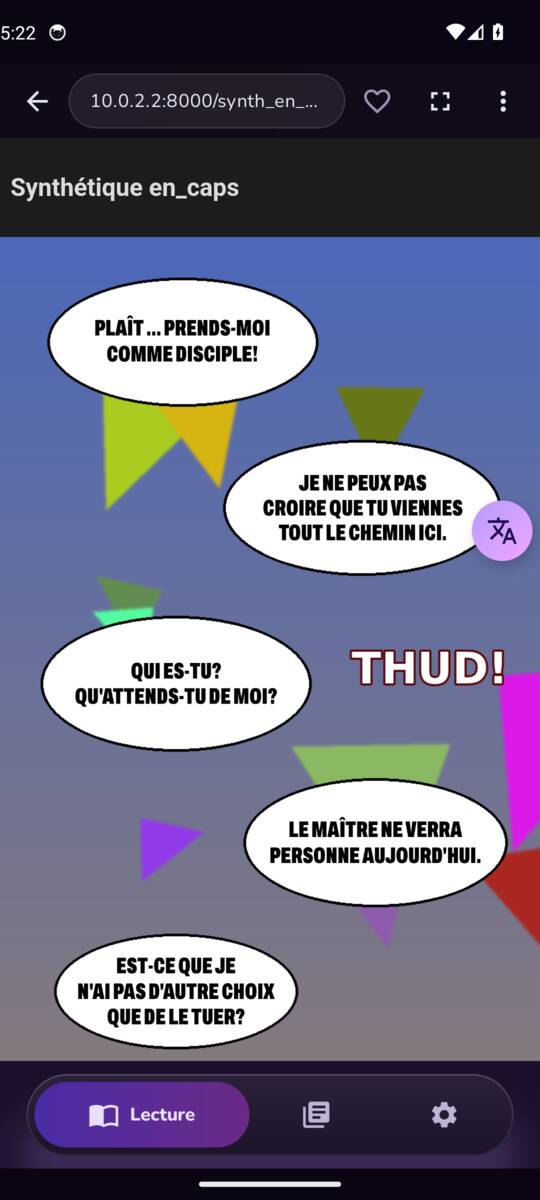 5:22
10.0.2.2:8000/synth_en_...
Synthétique en_caps
PLAÎT ... PRENDS-MOI
COMME DISCIPLE!
JE NE PEUX PAS
CROIRE QUE TU VIENNES
TOUT LE CHEMIN ICI.
QUI ES-TU?
QU'ATTENDS-TU DE MOI?
THUD!
LE MAÎTRE NE VERRA
PERSONNE AUJOURD'HUI.
EST-CE QUE JE
N'AI PAS D'AUTRE CHOIX
QUE DE LE TUER?
Lecture